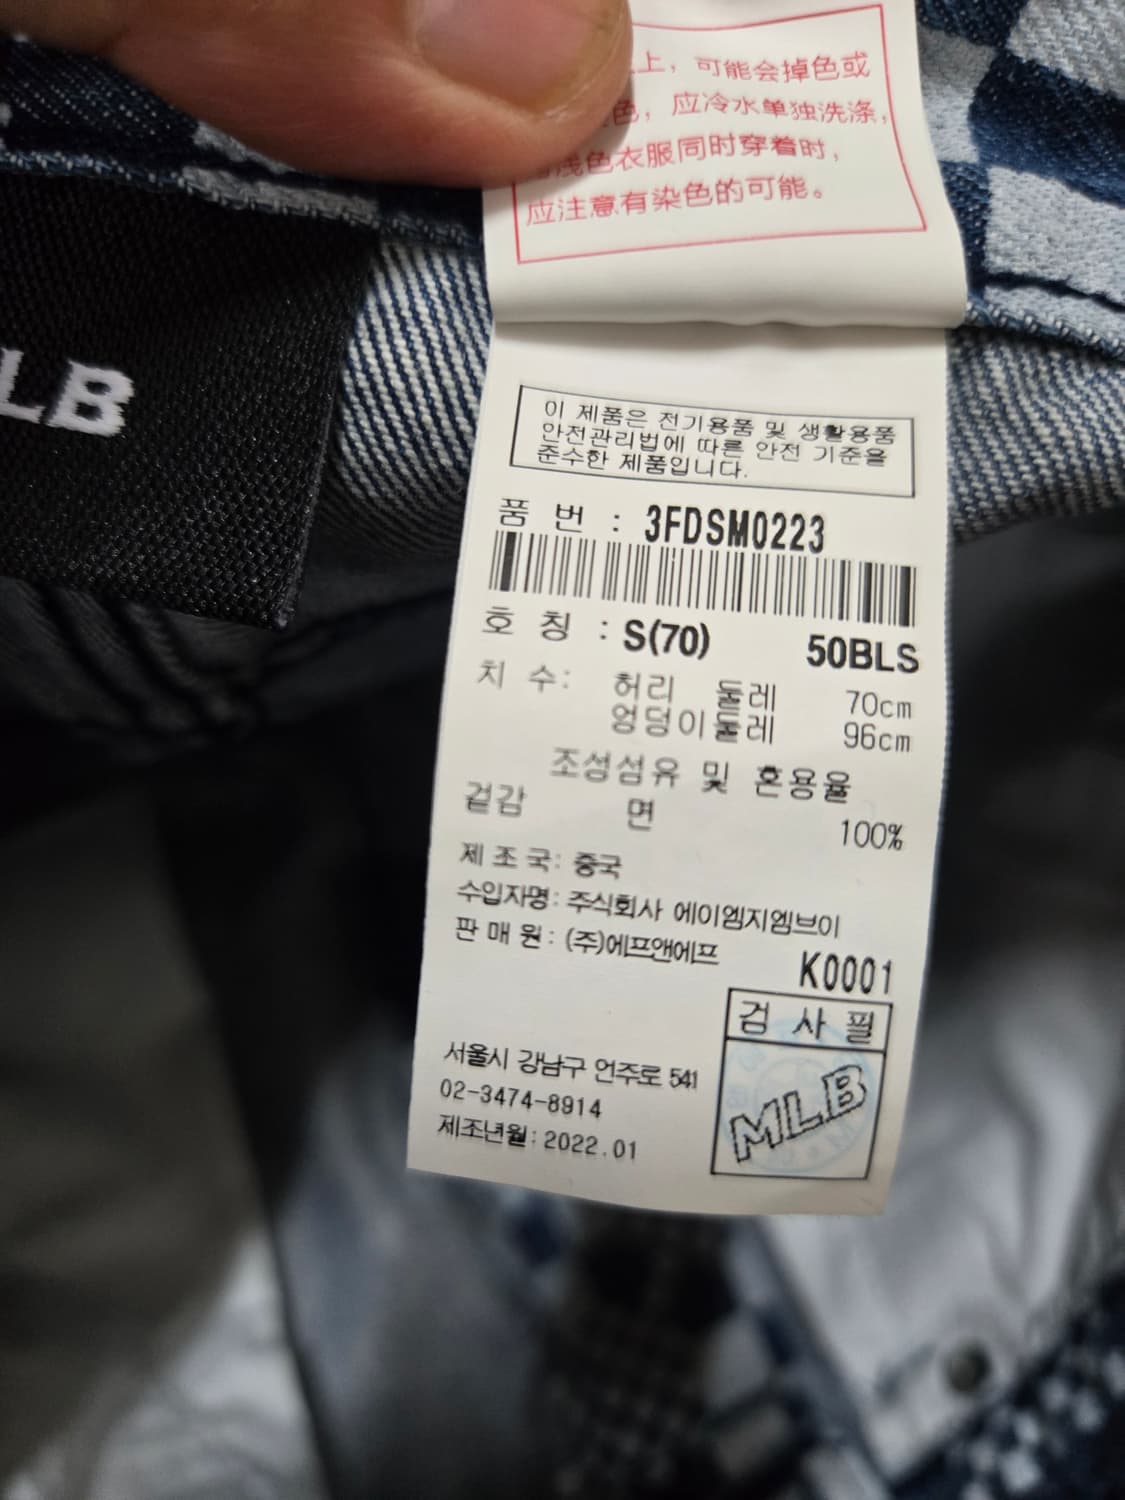 上，可能会掉色或
色，应冷水单独洗涤，
浅色衣服同时穿着时，
应注意有染色的可能。
LB
이 제품은 전기용품 및 생활용품
안전관리법에 따른 안전 기준을
준수한 제품입니다.
품 번 : 3FDSM0223
호 칭 : S(70) 50BLS
치 수: 허리 둘레 70cm
엉덩이둘레 96cm
조성섬유 및 혼용율
겉감 면 100%
제 조 국: 중국
수입자명: 주식회사 에이엠지엠브이
판 매 원: (주)에프앤에프
K0001
검 사 필
MLB
서울시 강남구 언주로 541
02-3474-8914
제조년월: 2022.01